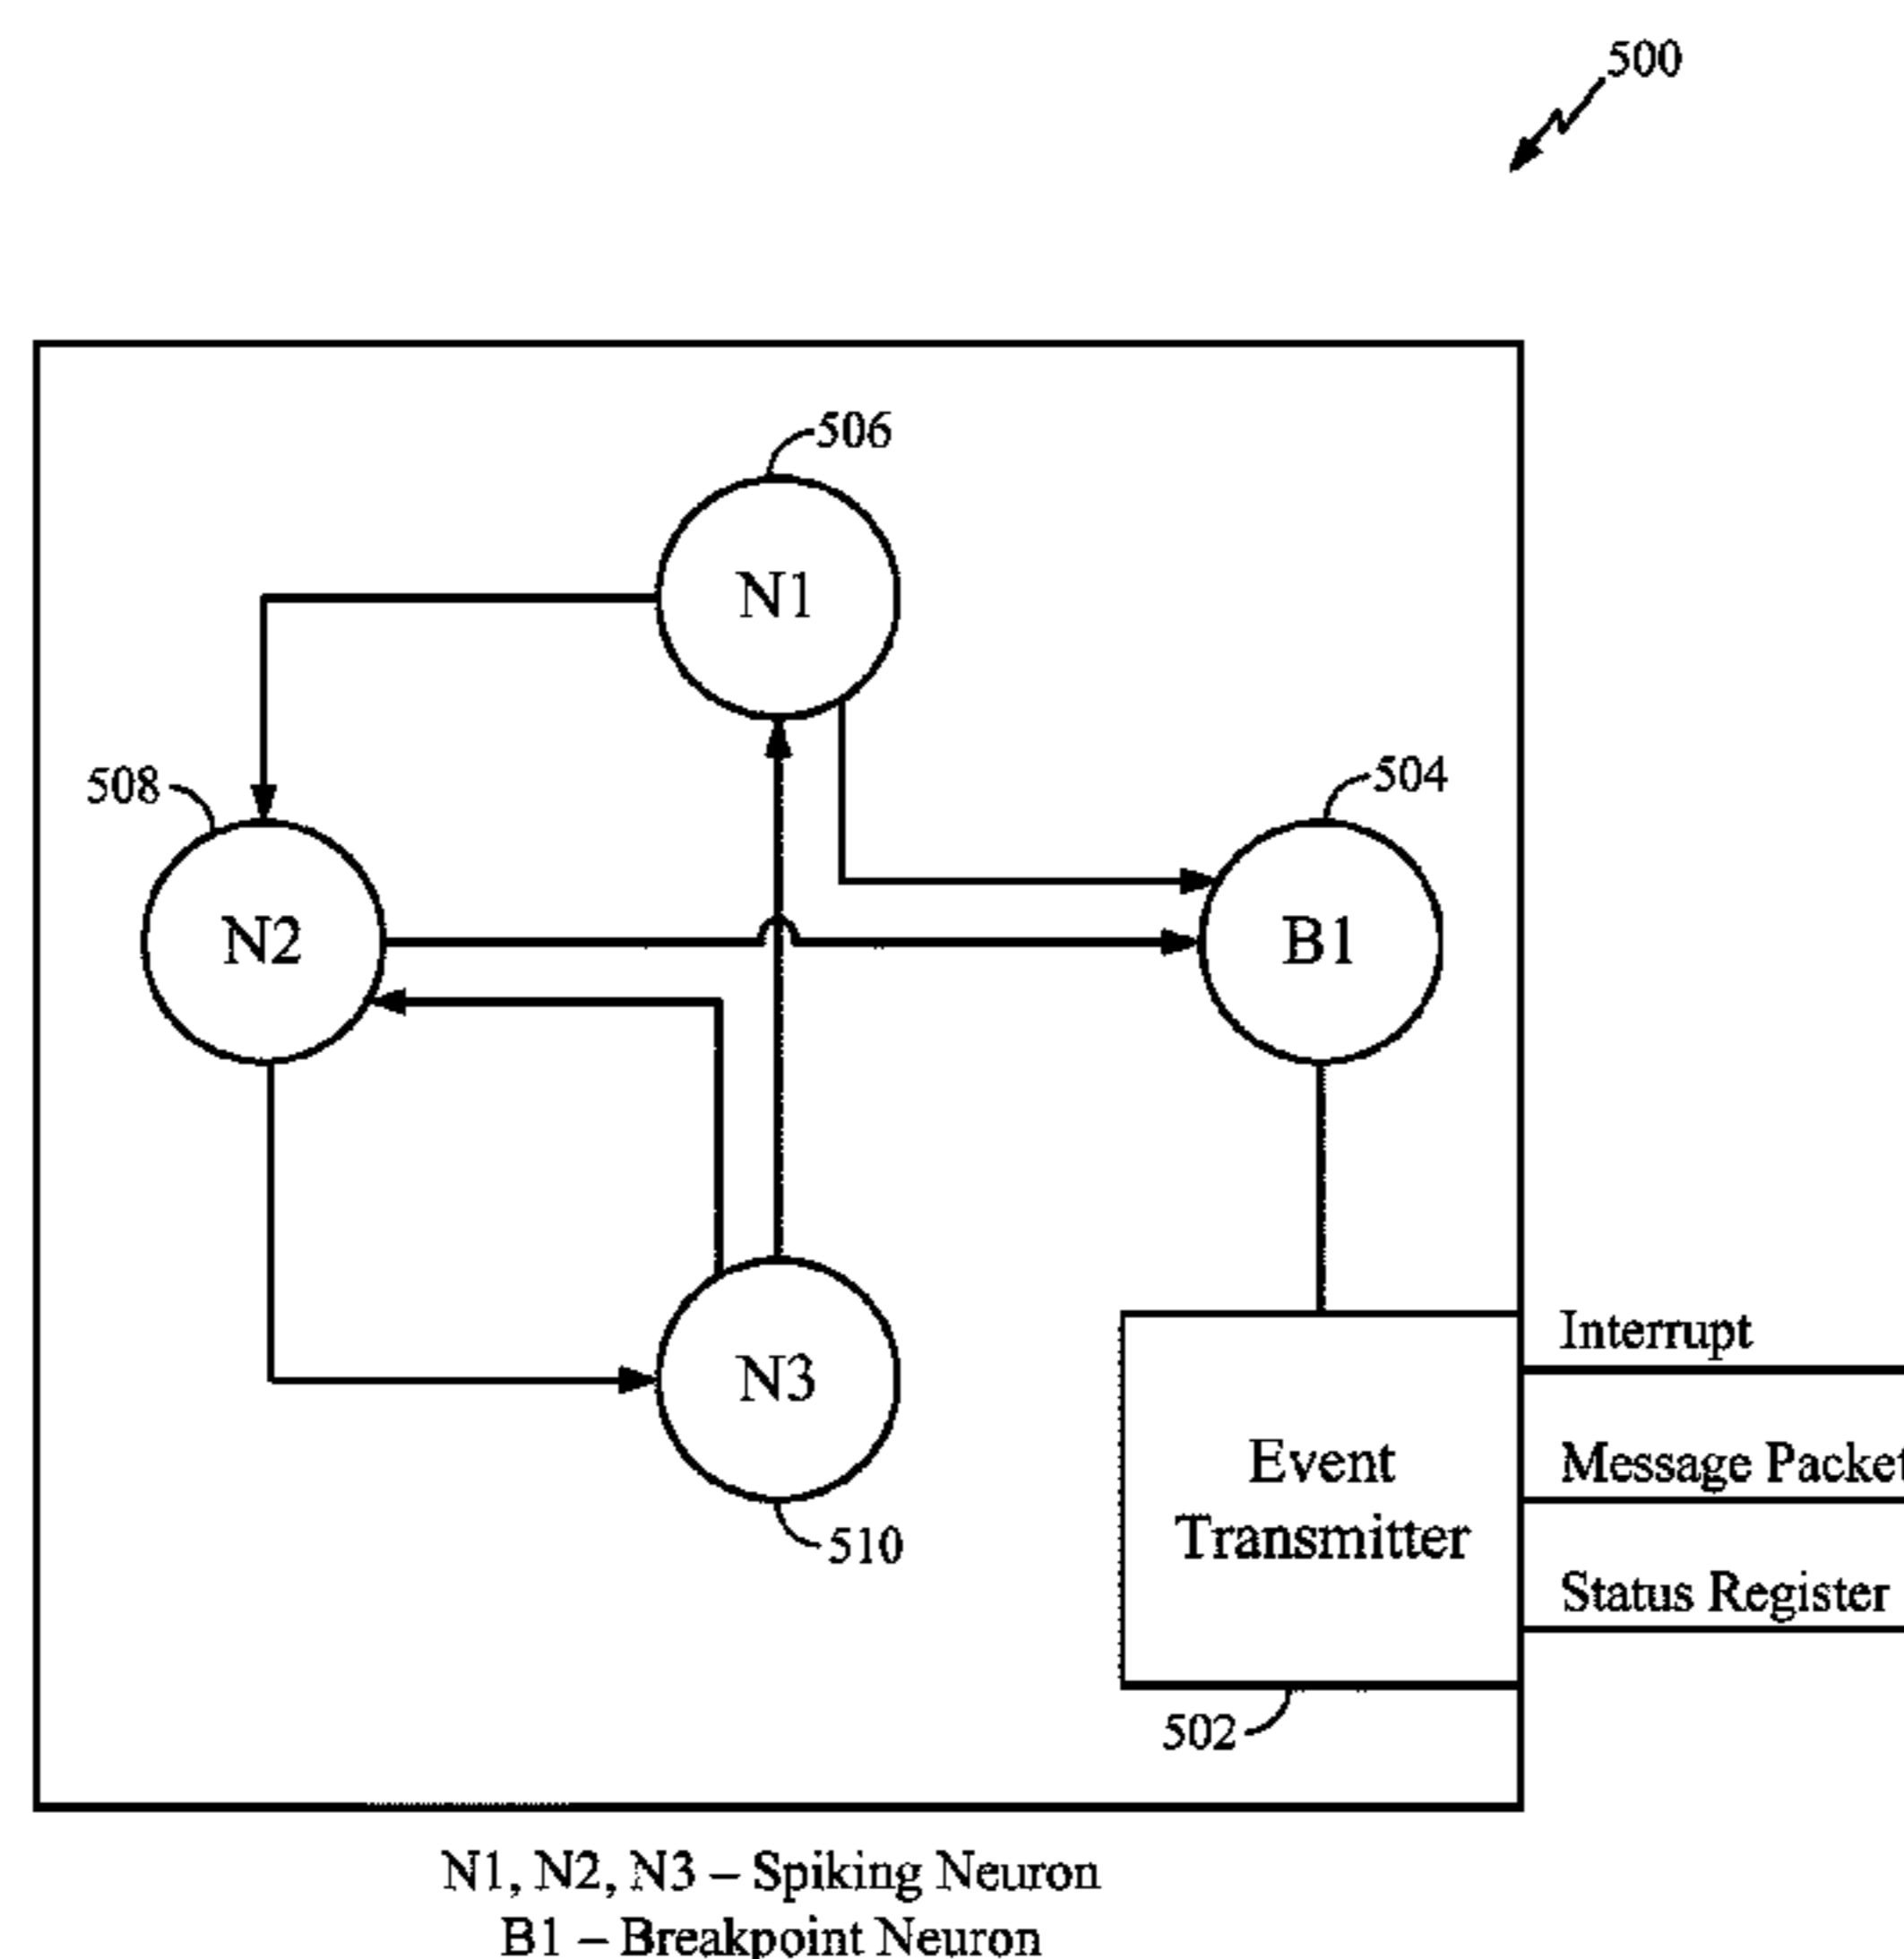 500
506
N1
508
504
N2
B1
N3
510
Interrupt
Event
Transmitter
Message Packet
Status Register
502
N1, N2, N3 – Spiking Neuron
B1 – Breakpoint Neuron